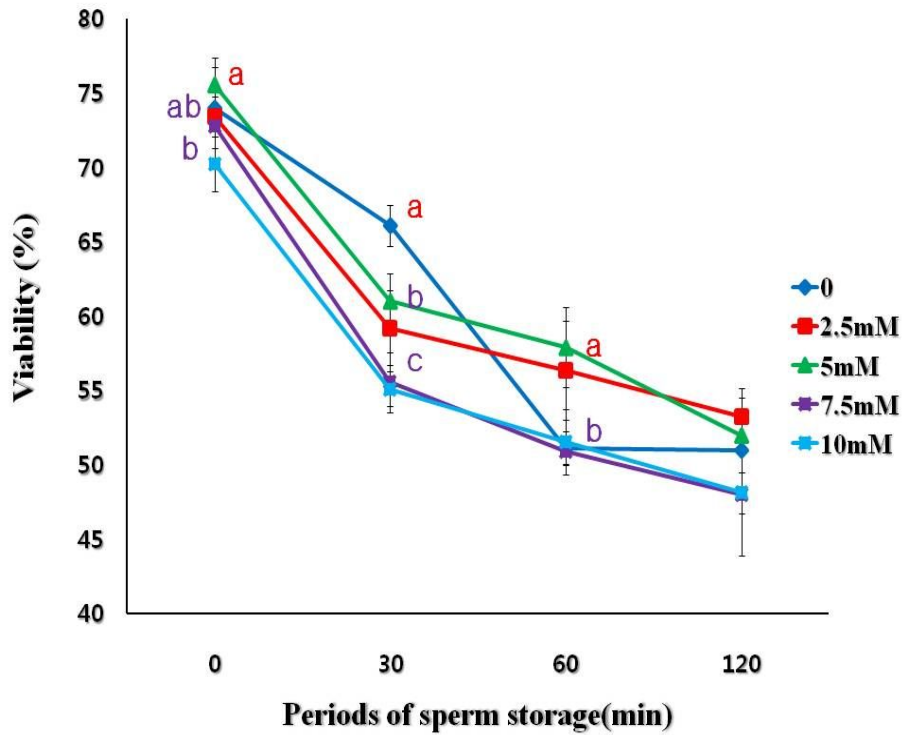 80
75
70
65
60
55
50
45
40
Viability (%)
a
ab
b
a
b
c
a
b
0
2.5mM
5mM
7.5mM
10mM
0 30 60 120
Periods of sperm storage(min)